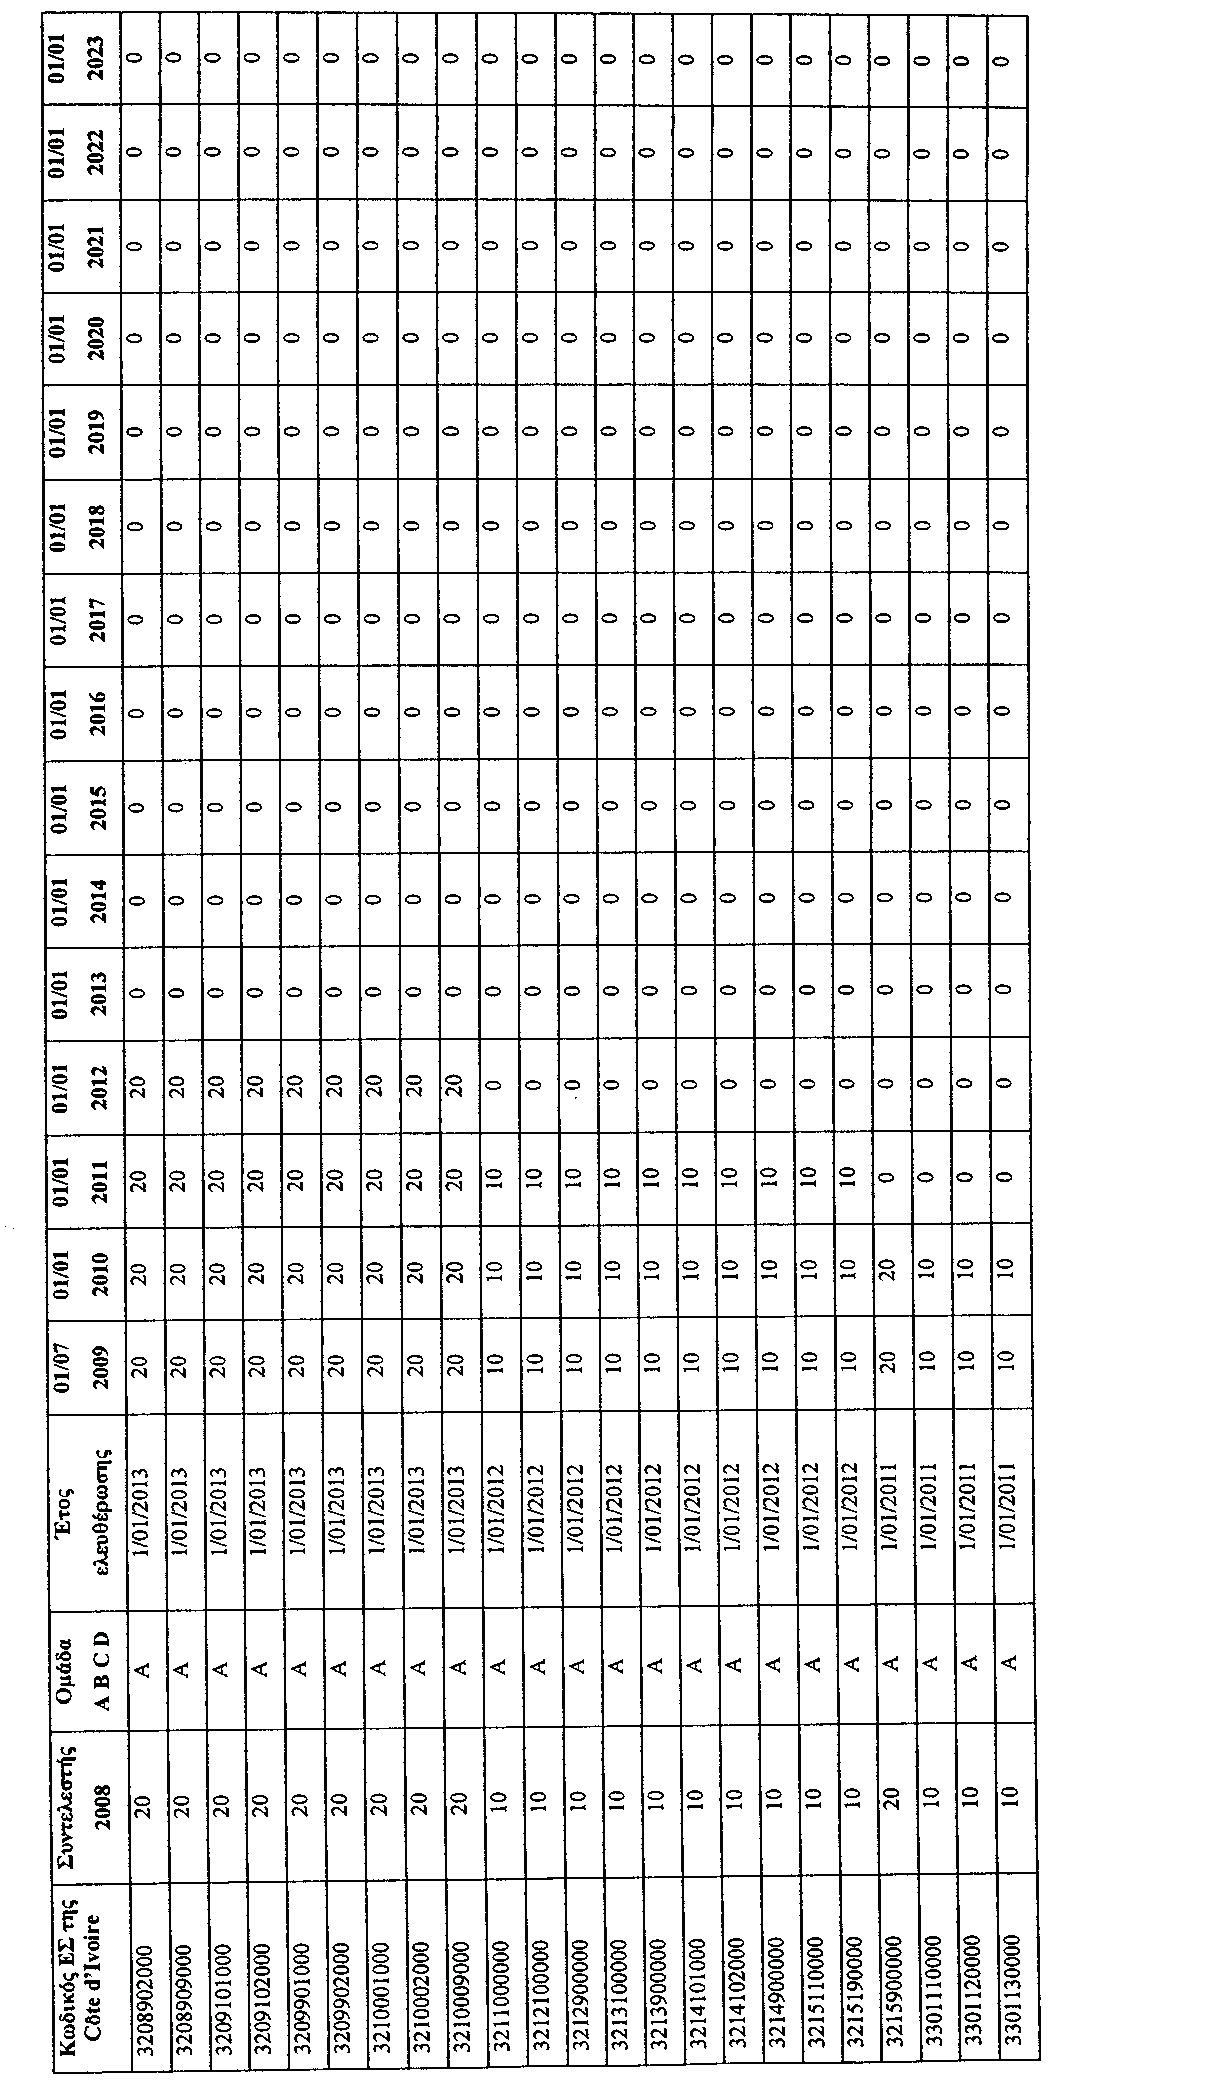 Κωδικός ΕΣ της Côte d'Ivoire Συντελεστής 2008 Ομάδα A B C D Έτος ελευθέρωσης 01/07 2009 01/01 2010 01/01 2011 01/01 2012 01/01 2013 01/01 2014 01/01 2015 01/01 2016 01/01 2017 01/01 2018 01/01 2019 01/01 2020 01/01 2021 01/01 2022 01/01 2023
3208902000 20 A 1/01/2013 20 20 20 20 0 0 0 0 0 0 0 0 0 0 0
3208909000 20 A 1/01/2013 20 20 20 20 0 0 0 0 0 0 0 0 0 0 0
3209101000 20 A 1/01/2013 20 20 20 20 0 0 0 0 0 0 0 0 0 0 0
3209102000 20 A 1/01/2013 20 20 20 20 0 0 0 0 0 0 0 0 0 0 0
3209901000 20 A 1/01/2013 20 20 20 20 0 0 0 0 0 0 0 0 0 0 0
3209902000 20 A 1/01/2013 20 20 20 20 0 0 0 0 0 0 0 0 0 0 0
3210001000 20 A 1/01/2013 20 20 20 20 0 0 0 0 0 0 0 0 0 0 0
3210002000 20 A 1/01/2013 20 20 20 20 0 0 0 0 0 0 0 0 0 0 0
3210009000 20 A 1/01/2013 20 20 20 20 0 0 0 0 0 0 0 0 0 0 0
3211000000 10 A 1/01/2012 10 10 10 0 0 0 0 0 0 0 0 0 0 0 0
3212100000 10 A 1/01/2012 10 10 10 0 0 0 0 0 0 0 0 0 0 0 0
3212900000 10 A 1/01/2012 10 10 10 0 0 0 0 0 0 0 0 0 0 0 0
3213100000 10 A 1/01/2012 10 10 10 0 0 0 0 0 0 0 0 0 0 0 0
3213900000 10 A 1/01/2012 10 10 10 0 0 0 0 0 0 0 0 0 0 0 0
3214101000 10 A 1/01/2012 10 10 10 0 0 0 0 0 0 0 0 0 0 0 0
3214102000 10 A 1/01/2012 10 10 10 0 0 0 0 0 0 0 0 0 0 0 0
3214900000 10 A 1/01/2012 10 10 10 0 0 0 0 0 0 0 0 0 0 0 0
3215110000 10 A 1/01/2012 10 10 10 0 0 0 0 0 0 0 0 0 0 0 0
3215190000 10 A 1/01/2012 10 10 10 0 0 0 0 0 0 0 0 0 0 0 0
3215900000 20 A 1/01/2011 20 20 0 0 0 0 0 0 0 0 0 0 0 0 0
3301110000 10 A 1/01/2011 10 10 0 0 0 0 0 0 0 0 0 0 0 0 0
3301120000 10 A 1/01/2011 10 10 0 0 0 0 0 0 0 0 0 0 0 0 0
3301130000 10 A 1/01/2011 10 10 0 0 0 0 0 0 0 0 0 0 0 0 0